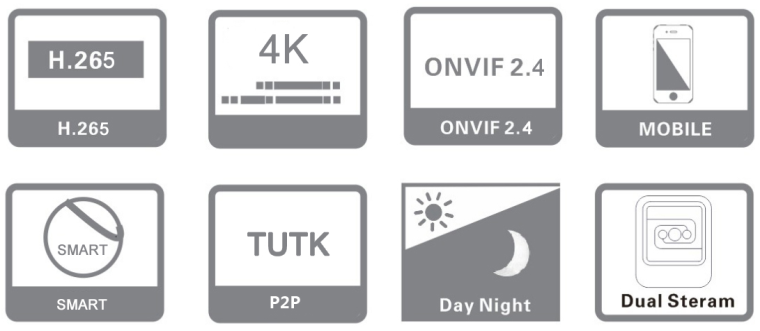 H.265
H.265
4K
ONVIF 2.4
ONVIF 2.4
MOBILE
SMART
SMART
TUTK
P2P
Day Night
Dual Steram